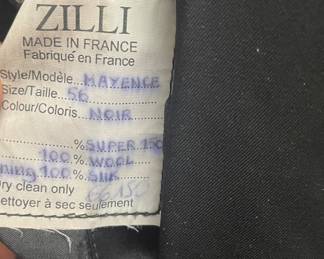 ZILLI
MADE IN FRANCE
Fabriqué en France
Style/Modèle...MAYENCE
Size/Taille...56
Colour/Coloris...NOIR
...%SUPER 150
100%.WOOL
ning.100%.SILK
ry clean only
ettoyer à sec seulement